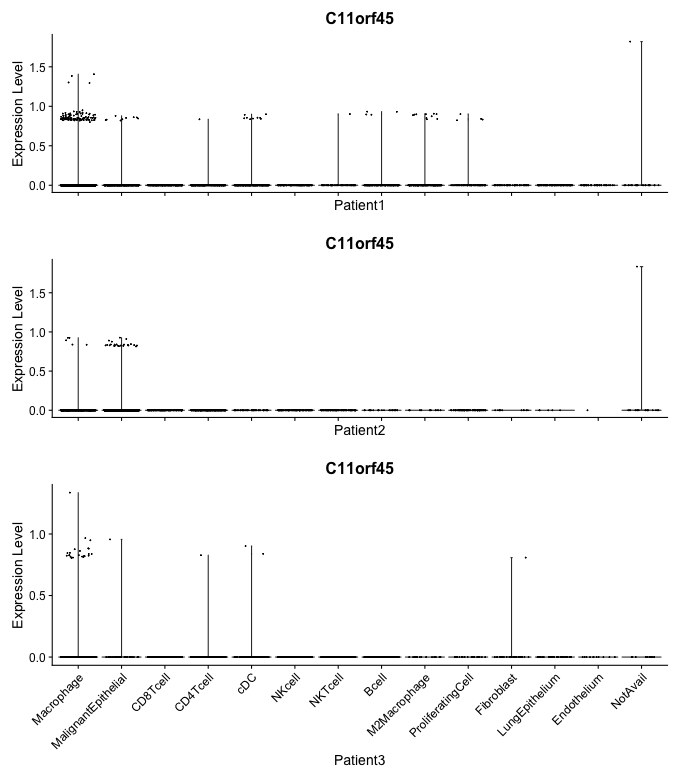 C11orf45
Expression Level
1.5
1.0
0.5
0.0
Patient1
C11orf45
Expression Level
1.5
1.0
0.5
0.0
Patient2
C11orf45
Expression Level
1.0
0.5
0.0
Macrophage
MalignantEpithelial
CD8Tcell
CD4Tcell
cDC
NKcell
NKTcell
Bcell
M2Macrophage
ProliferatingCell
Fibroblast
LungEpithelium
Endothelium
NotAvail
Patient3